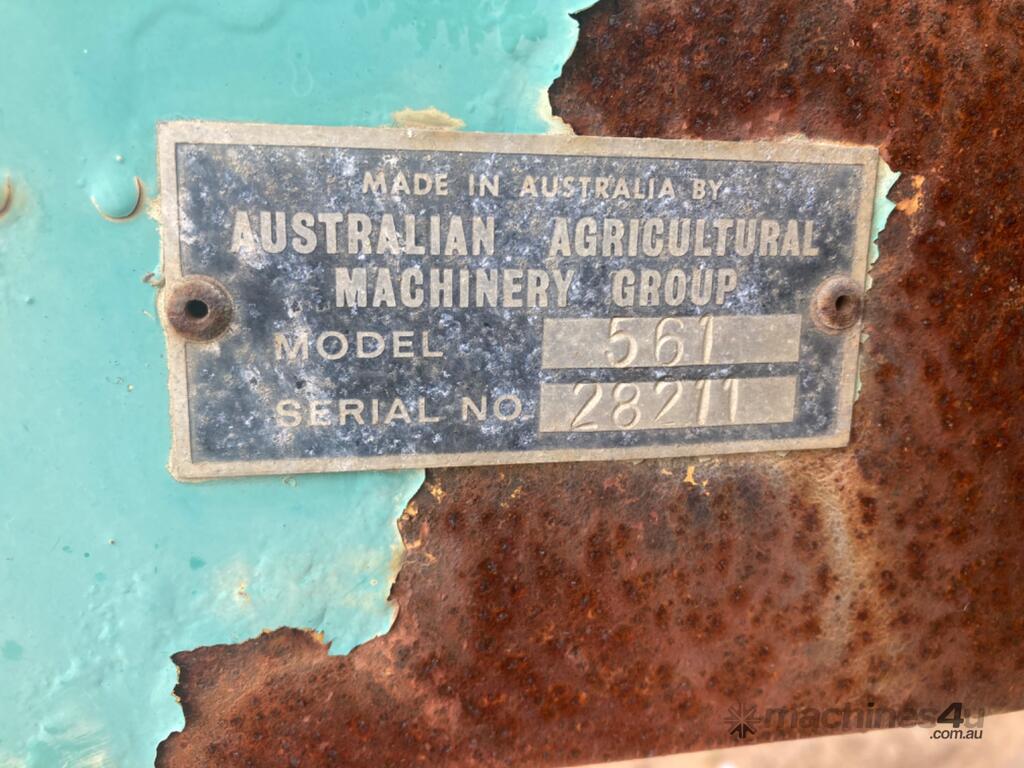 MADE IN AUSTRALIA BY
AUSTRALIAN AGRICULTURAL
MACHINERY GROUP
MODEL 561
SERIAL NO 28211
machines4u
.com.au